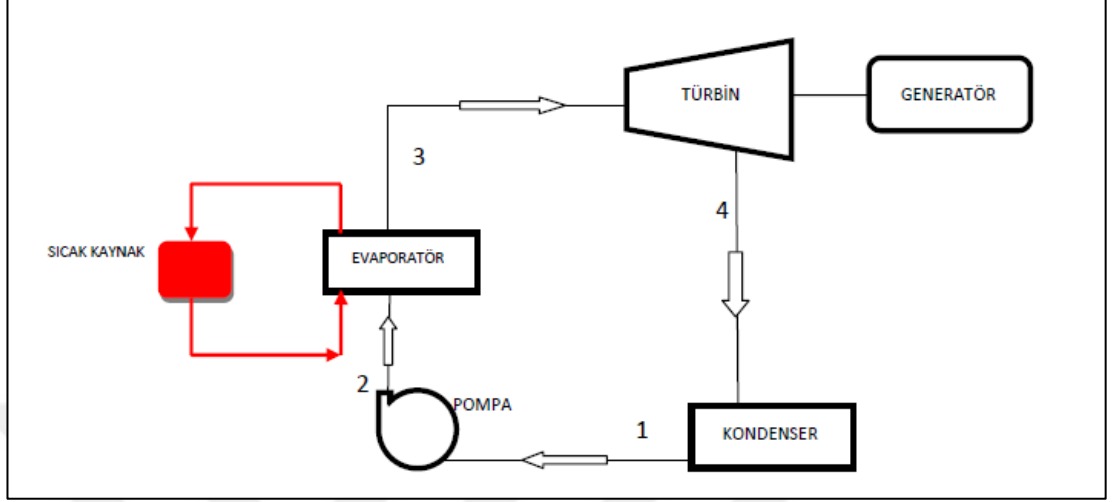 TÜRBİN
GENERATÖR
3
4
SICAK KAYNAK
EVAPORATÖR
2
POMPA
1
KONDENSER